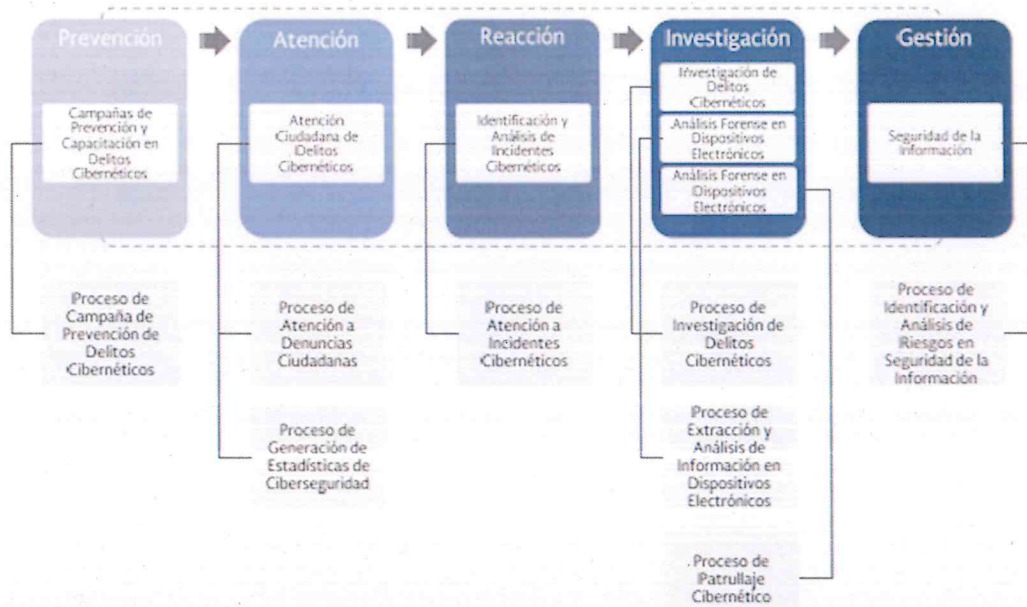 Prevención
Campañas de
Prevención y
Capacitación en
Delitos
Cibernéticos
Atención
Atención
Ciudadana de
Delitos
Cibernéticos
Reacción
Identificación y
Análisis de
Incidentes
Cibernéticos
Investigación
Investigación de
Delitos
Cibernéticos
Análisis Forense en
Dispositivos
Electrónicos
Análisis Forense en
Dispositivos
Electrónicos
Gestión
Seguridad de la
Información
Proceso de
Campaña de
Prevención de
Delitos
Cibernéticos
Proceso de
Atención a
Denuncias
Ciudadanas
Proceso de
Generación de
Estadísticas de
Ciberseguridad
Proceso de
Atención a
Incidentes
Cibernéticos
Proceso de
Investigación de
Delitos
Cibernéticos
Proceso de
Extracción y
Análisis de
Información en
Dispositivos
Electrónicos
Proceso de
Patrullaje
Cibernético
Proceso de
Identificación y
Análisis de
Riesgos en
Seguridad de la
Información